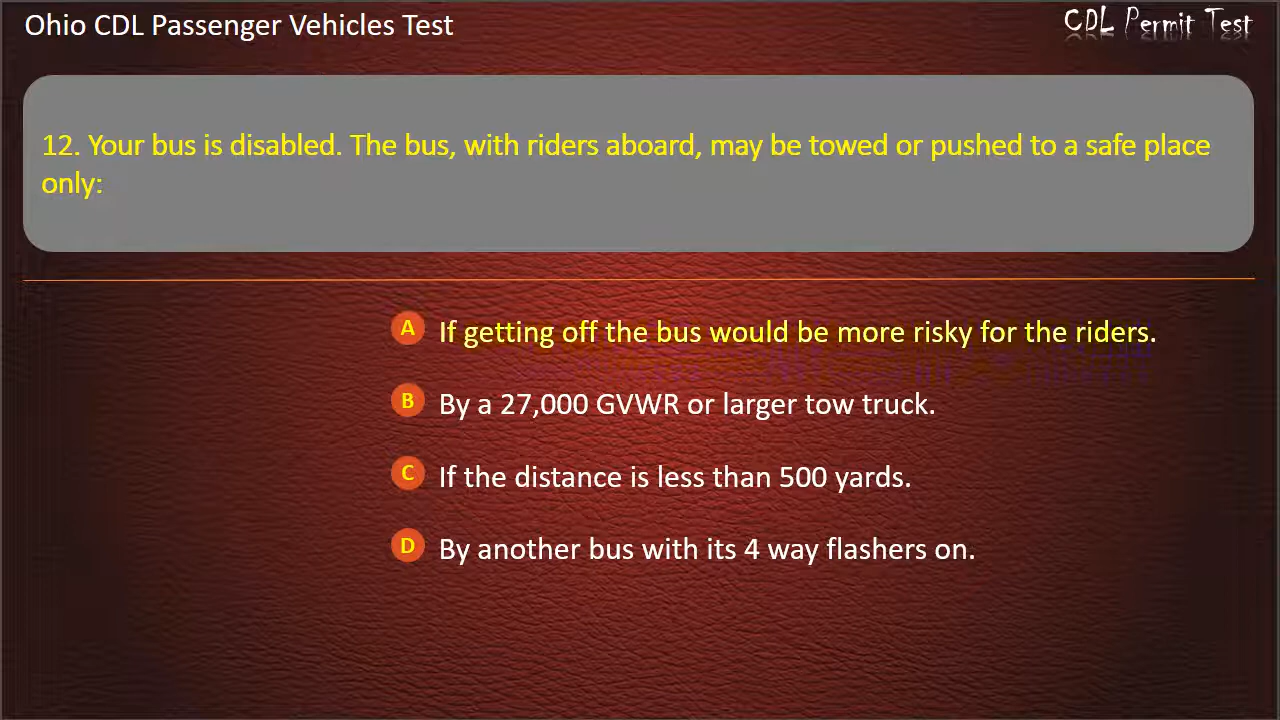 Ohio CDL Passenger Vehicles Test
CDL Permit Test
12. Your bus is disabled. The bus, with riders aboard, may be towed or pushed to a safe place
only:
A If getting off the bus would be more risky for the riders.
B By a 27,000 GVWR or larger tow truck.
C If the distance is less than 500 yards.
D By another bus with its 4 way flashers on.